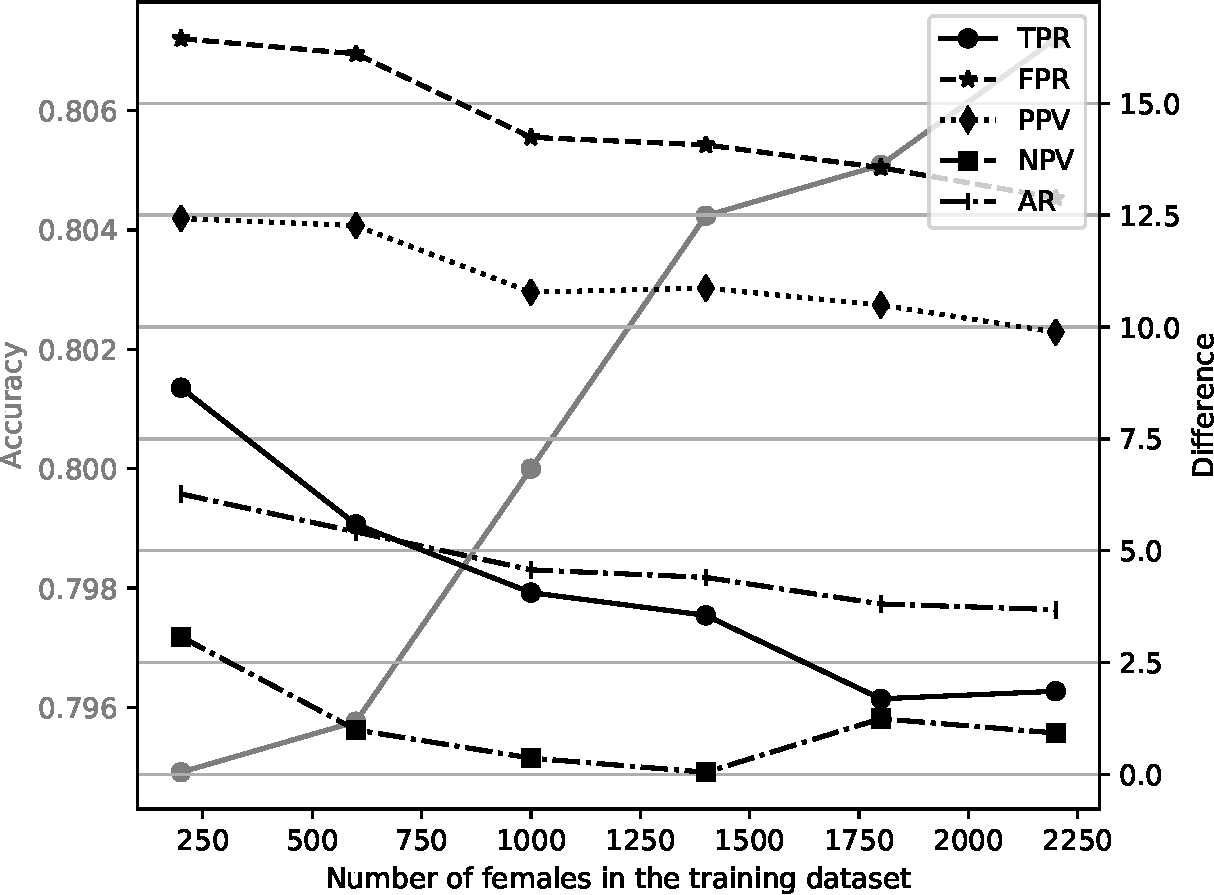 TPR
FPR
PPV
NPV
AR
0.806
0.804
0.802
0.800
0.798
0.796
Accuracy
15.0
12.5
10.0
7.5
5.0
2.5
0.0
Difference
250 500 750 1000 1250 1500 1750 2000 2250
Number of females in the training dataset